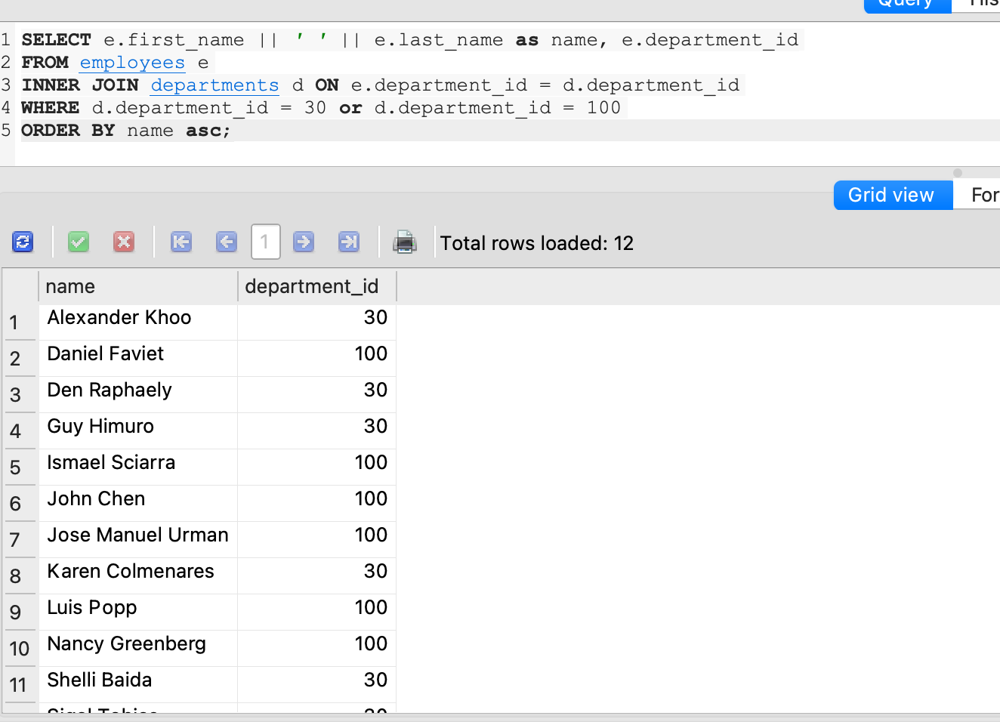 Query
1 SELECT e.first_name || ' ' || e.last_name as name, e.department_id
2 FROM employees e
3 INNER JOIN departments d ON e.department_id = d.department_id
4 WHERE d.department_id = 30 or d.department_id = 100
5 ORDER BY name asc;
Grid view For
1 Total rows loaded: 12
name department_id
1 Alexander Khoo 30
2 Daniel Faviet 100
3 Den Raphaely 30
4 Guy Himuro 30
5 Ismael Sciarra 100
6 John Chen 100
7 Jose Manuel Urman 100
8 Karen Colmenares 30
9 Luis Popp 100
10 Nancy Greenberg 100
11 Shelli Baida 30